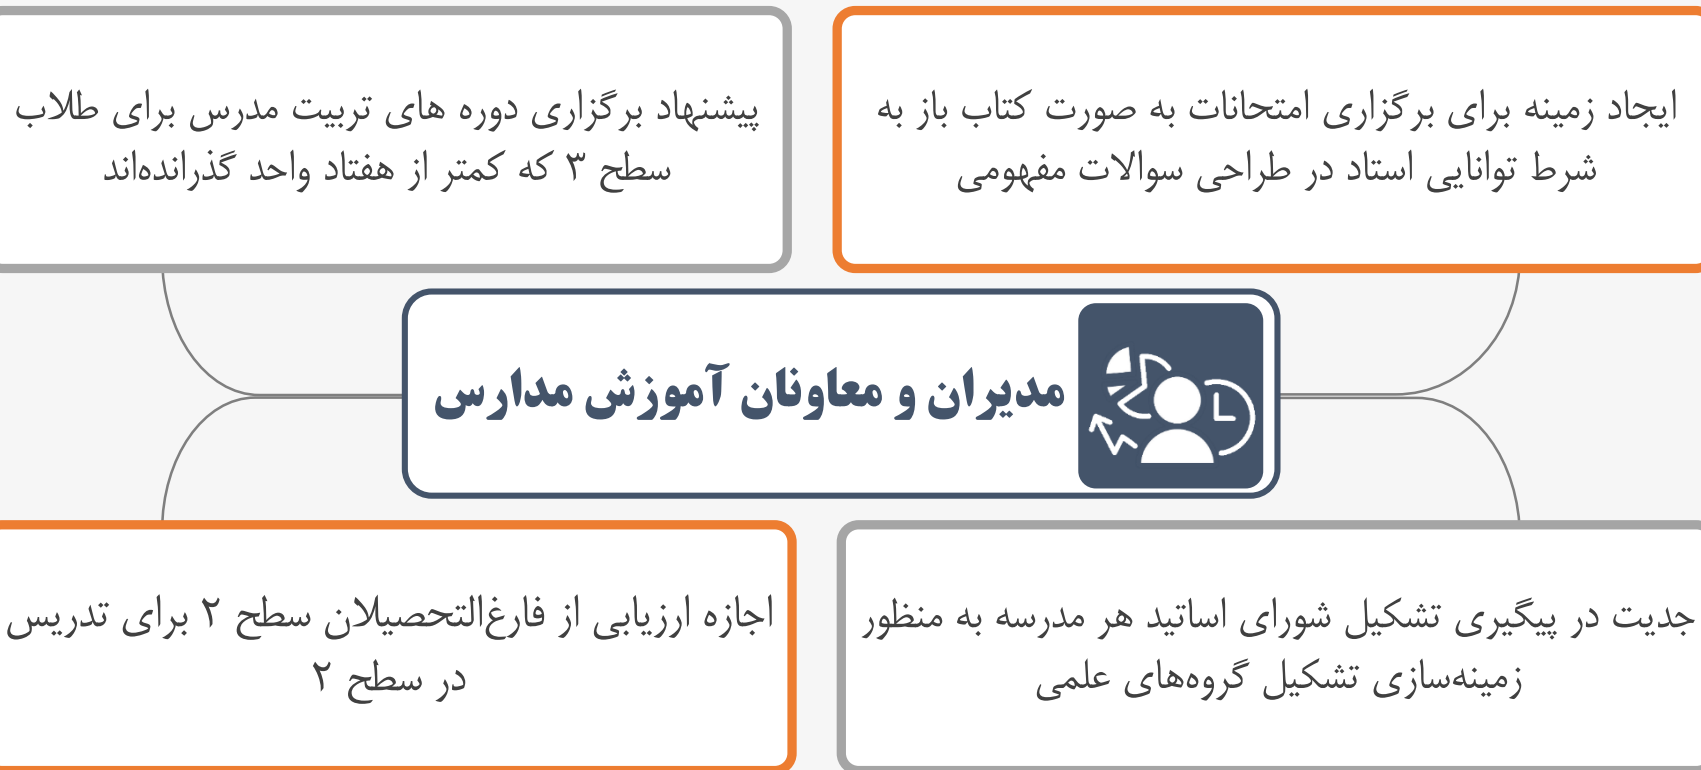 ایجاد زمینه برای برگزاری امتحانات به صورت کتاب باز به
شرط توانایی استاد در طراحی سوالات مفهومی
پیشنهاد برگزاری دوره های تربیت مدرس برای طلاب
سطح ۳ که کمتر از هفتاد واحد گذرانده‌اند
مدیران و معاونان آموزش مدارس
جدیت در پیگیری تشکیل شورای اساتید هر مدرسه به منظور
زمینه‌سازی تشکیل گروه‌های علمی
اجازه ارزیابی از فارغ‌التحصیلان سطح ۲ برای تدریس
در سطح ۲